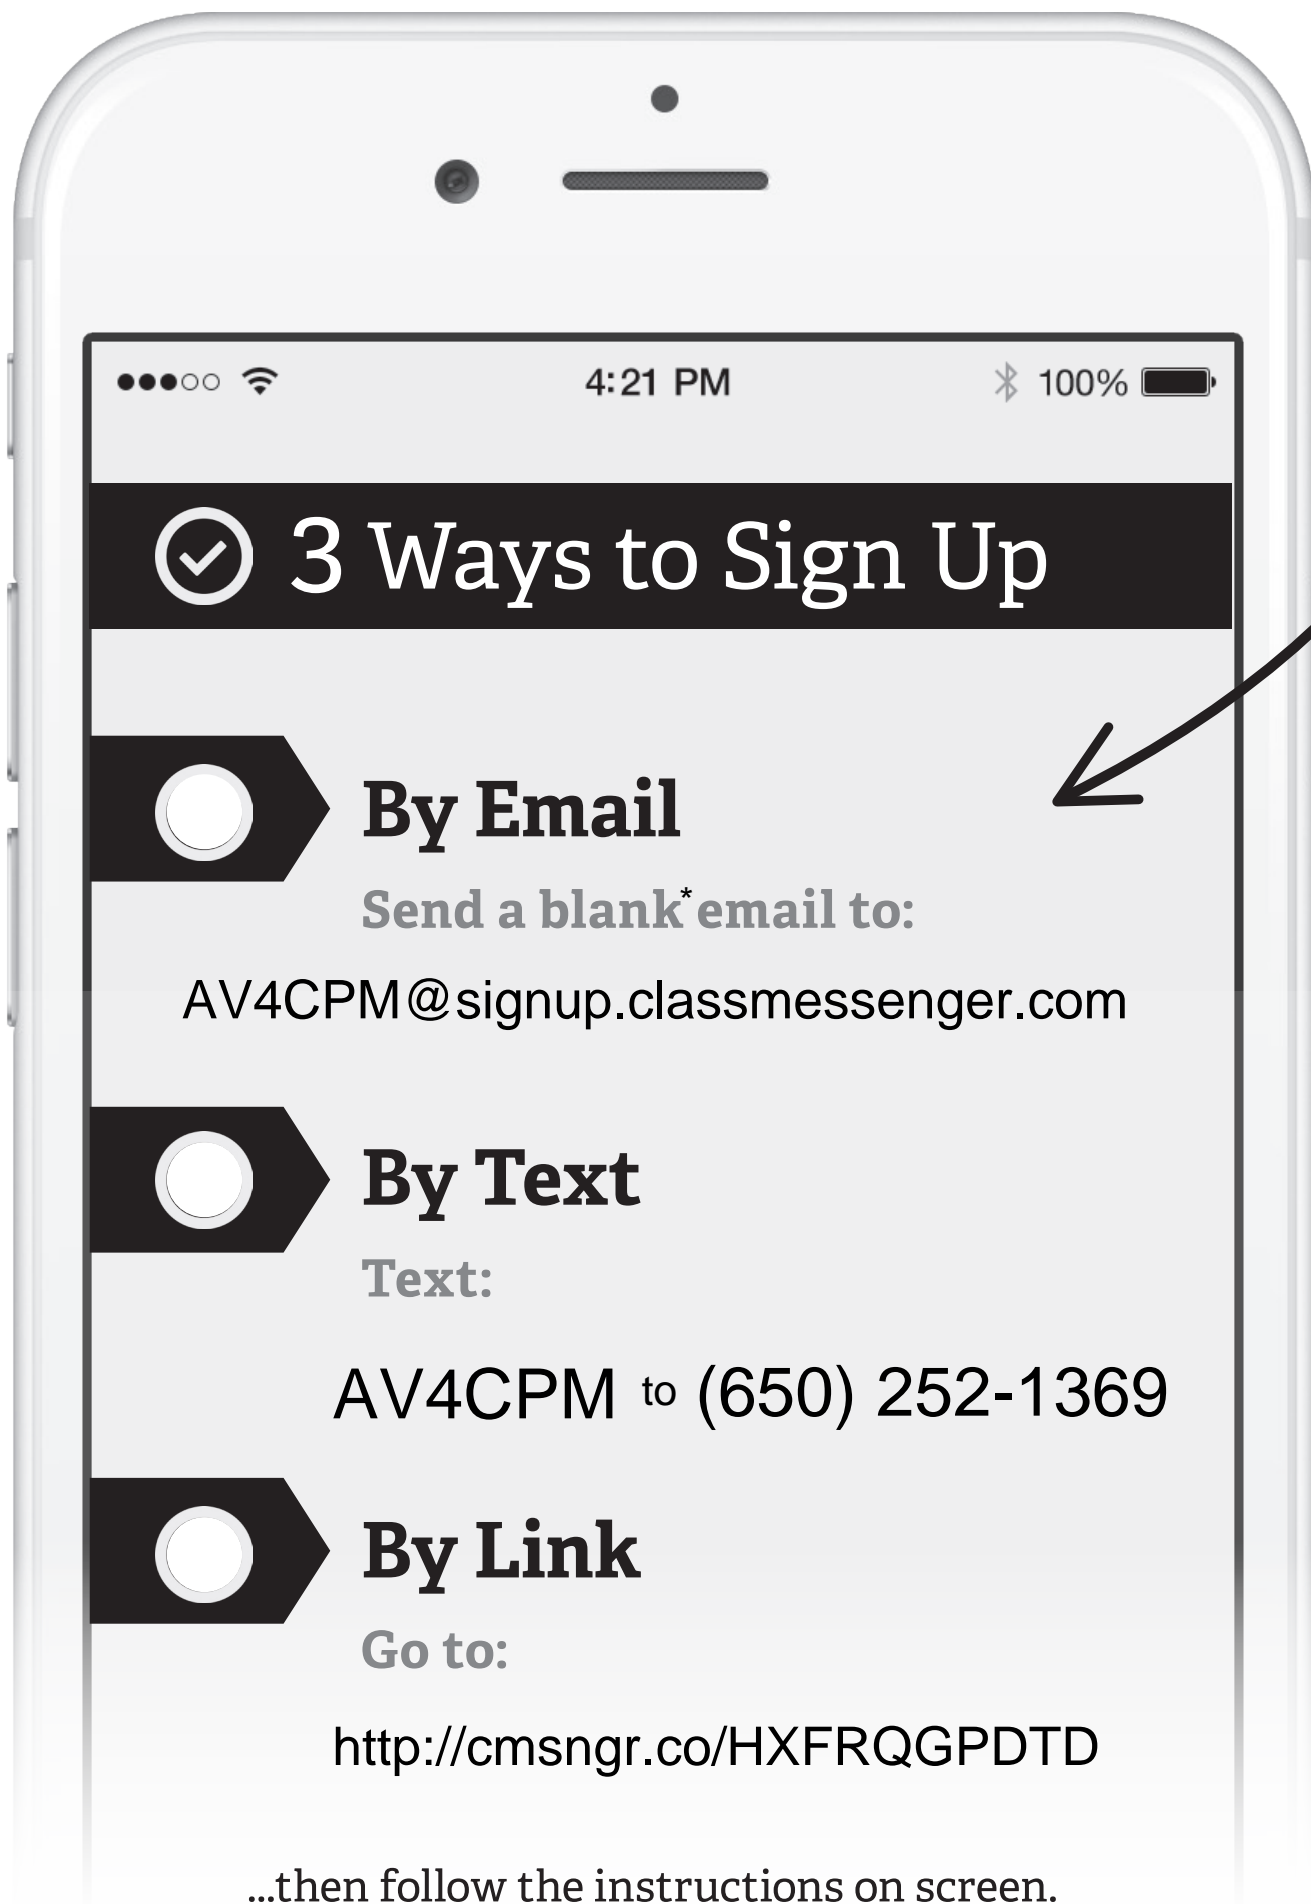 4:21 PM 100%
3 Ways to Sign Up
By Email
Send a blank* email to:
AV4CPM@signup.classmessenger.com
By Text
Text:
AV4CPM to (650) 252-1369
By Link
Go to:
http://cmsngr.co/HXFRQGPDTD
...then follow the instructions on screen.